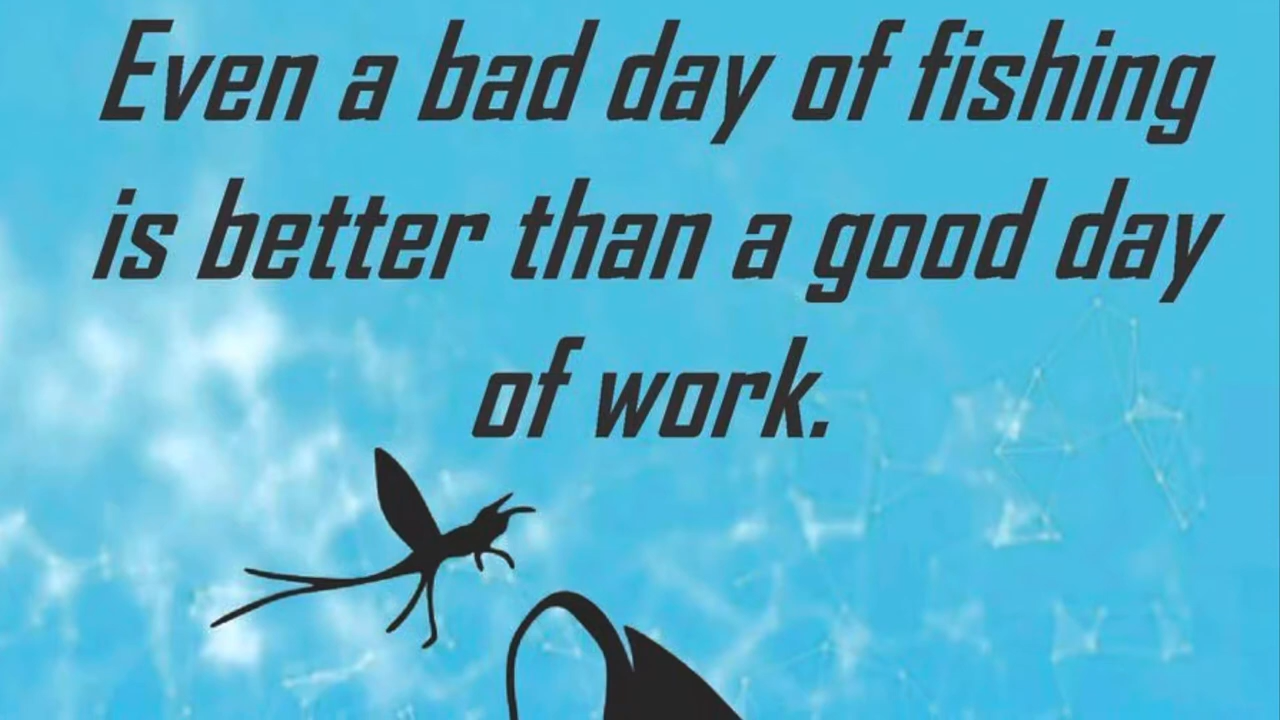 Even a bad day of fishing
is better than a good day
of work.